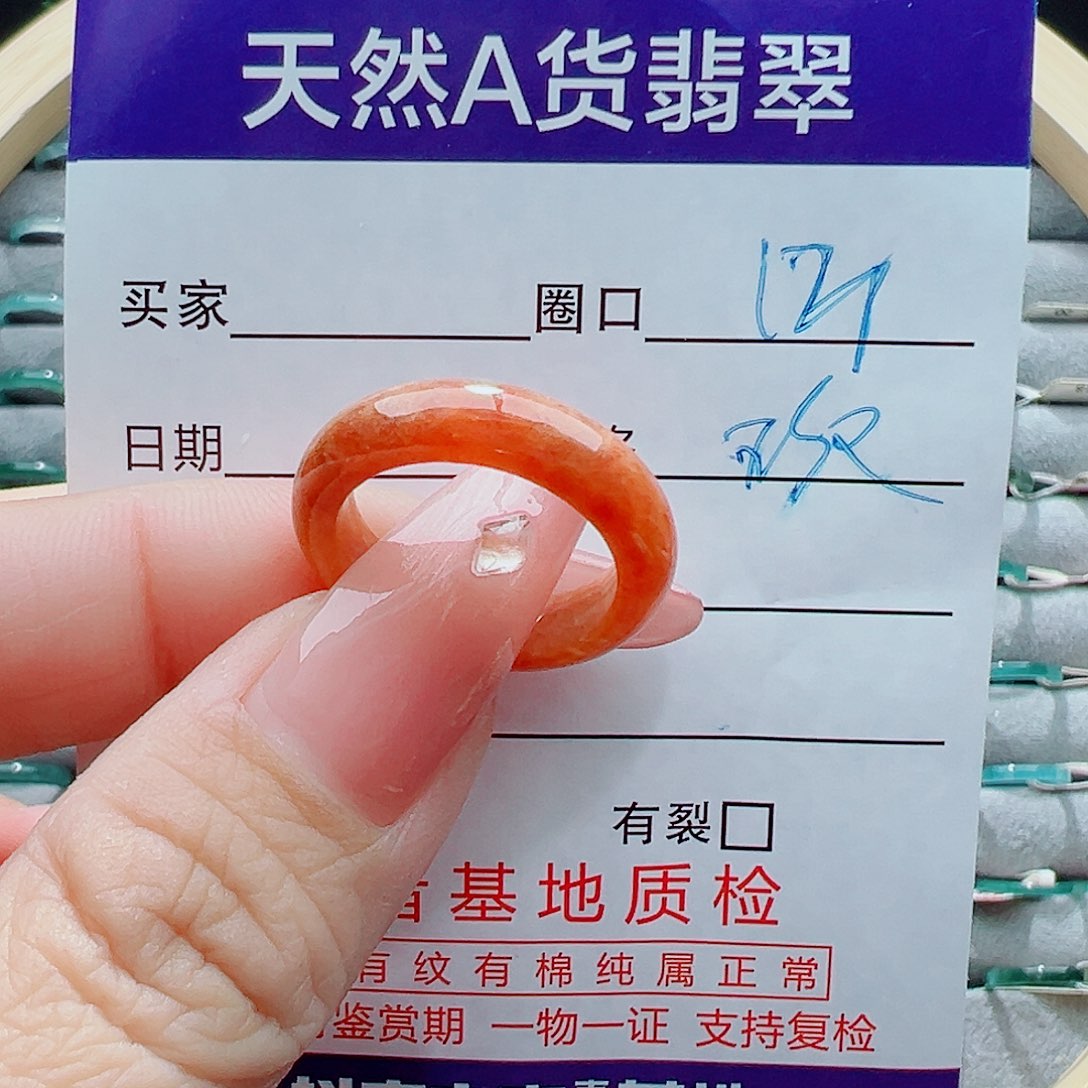 天然A货翡翠
买家 圈口
日期
有裂□
基地质检
有纹有棉纯属正常
鉴赏期 一物一证 支持复检